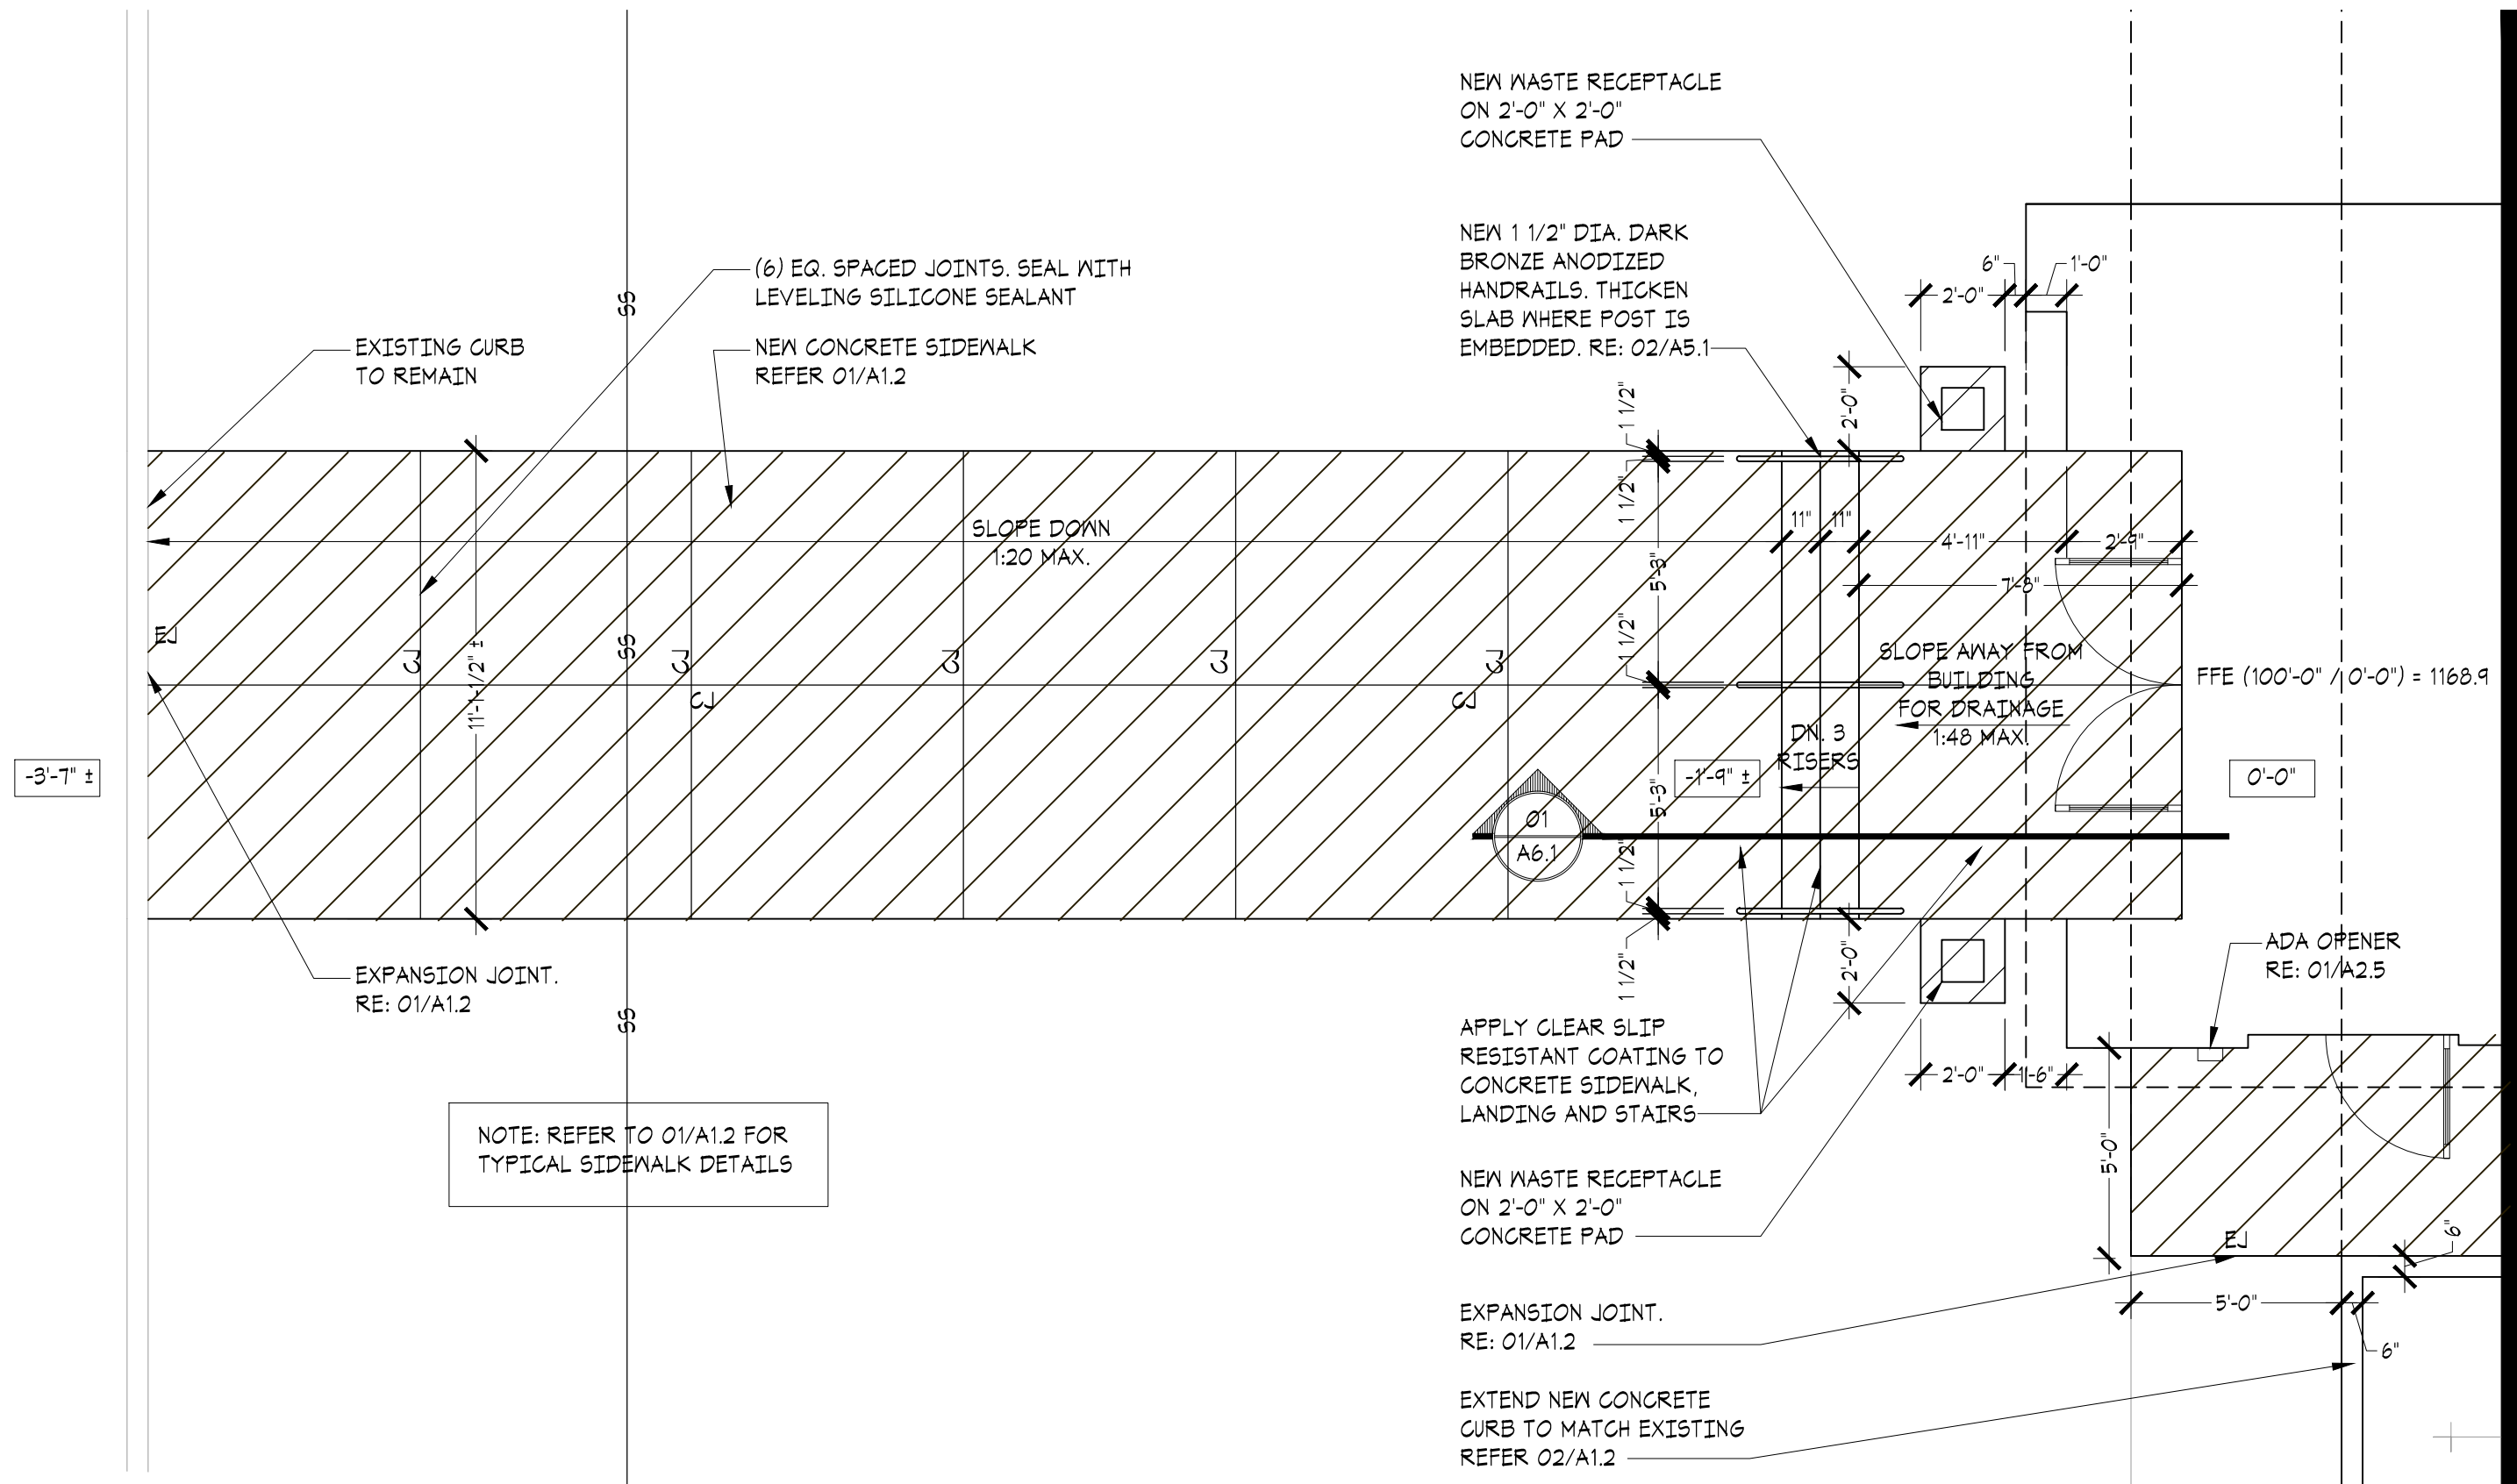 NEW WASTE RECEPTACLE
ON 2'-0" X 2'-0"
CONCRETE PAD
NEW 1 1/2" DIA. DARK
BRONZE ANODIZED
HANDRAILS. THICKEN
SLAB WHERE POST IS
EMBEDDED. RE: 02/A5.1
(6) EQ. SPACED JOINTS. SEAL WITH
LEVELING SILICONE SEALANT
EXISTING CURB
TO REMAIN
NEW CONCRETE SIDEWALK
REFER 01/A1.2
SS
6"
1'-0"
2'-0"
2'-0"
1 1/2"
1 1/2"
SLOPE DOWN
1:20 MAX.
11"
11"
4'-11"
2'-9"
7'-8"
5'-3"
EJ
CJ
11'-1-1/2" ±
SS
CJ
CJ
CJ
CJ
CJ
CJ
1 1/2"
SLOPE AWAY FROM
BUILDING
FOR DRAINAGE
1:48 MAX.
FFE (100'-0" / 0'-0") = 1168.9
DN. 3
RISERS
-3'-7" ±
-1'-9" ±
0'-0"
5'-3"
01
A6.1
1 1/2"
1 1/2"
2'-0"
EXPANSION JOINT.
RE: 01/A1.2
SS
ADA OPENER
RE: 01/A2.5
APPLY CLEAR SLIP
RESISTANT COATING TO
CONCRETE SIDEWALK,
LANDING AND STAIRS
2'-0"
1'-6"
5'-0"
NOTE: REFER TO 01/A1.2 FOR
TYPICAL SIDEWALK DETAILS
NEW WASTE RECEPTACLE
ON 2'-0" X 2'-0"
CONCRETE PAD
EJ
6"
EXPANSION JOINT.
RE: 01/A1.2
5'-0"
6"
EXTEND NEW CONCRETE
CURB TO MATCH EXISTING
REFER 02/A1.2